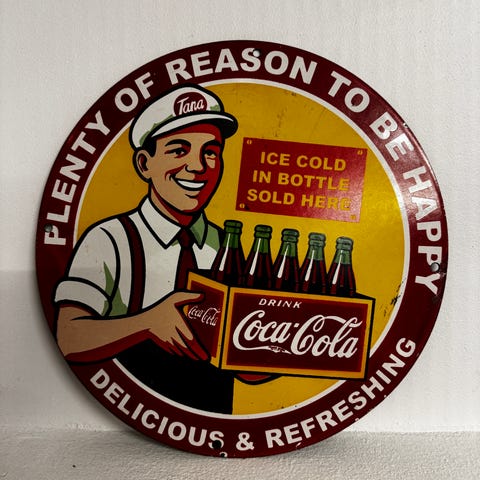 PLENTY OF REASON TO BE HAPPY
Tana
ICE COLD
IN BOTTLE
SOLD HERE
DRINK
Coca-Cola
Coca-Cola
DELICIOUS & REFRESHING